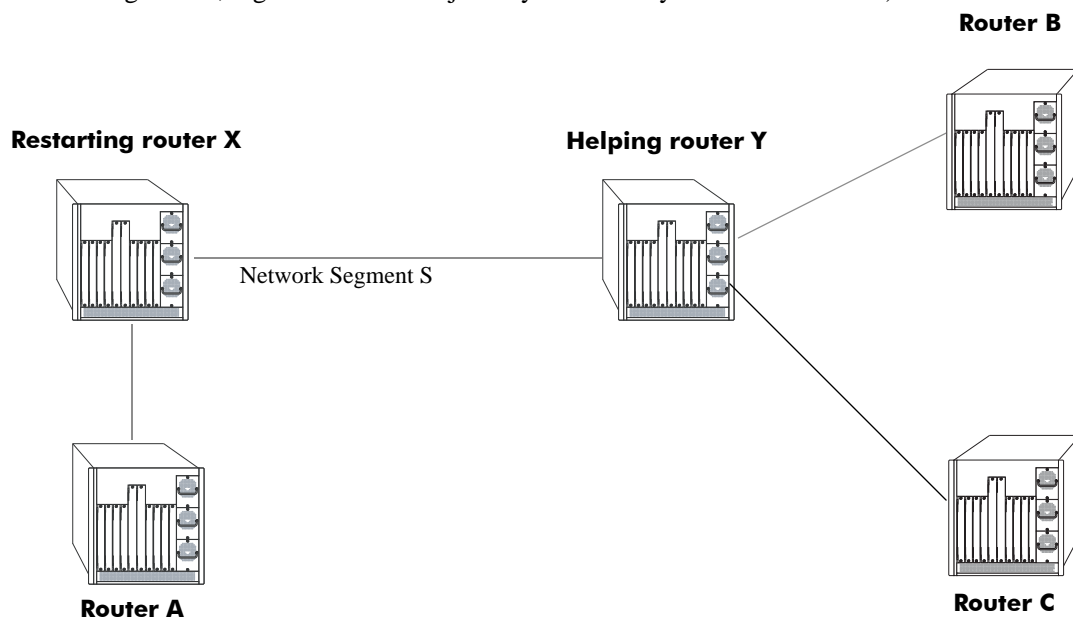 Router B
Restarting router X
Helping router Y
Network Segment S
Router A
Router C